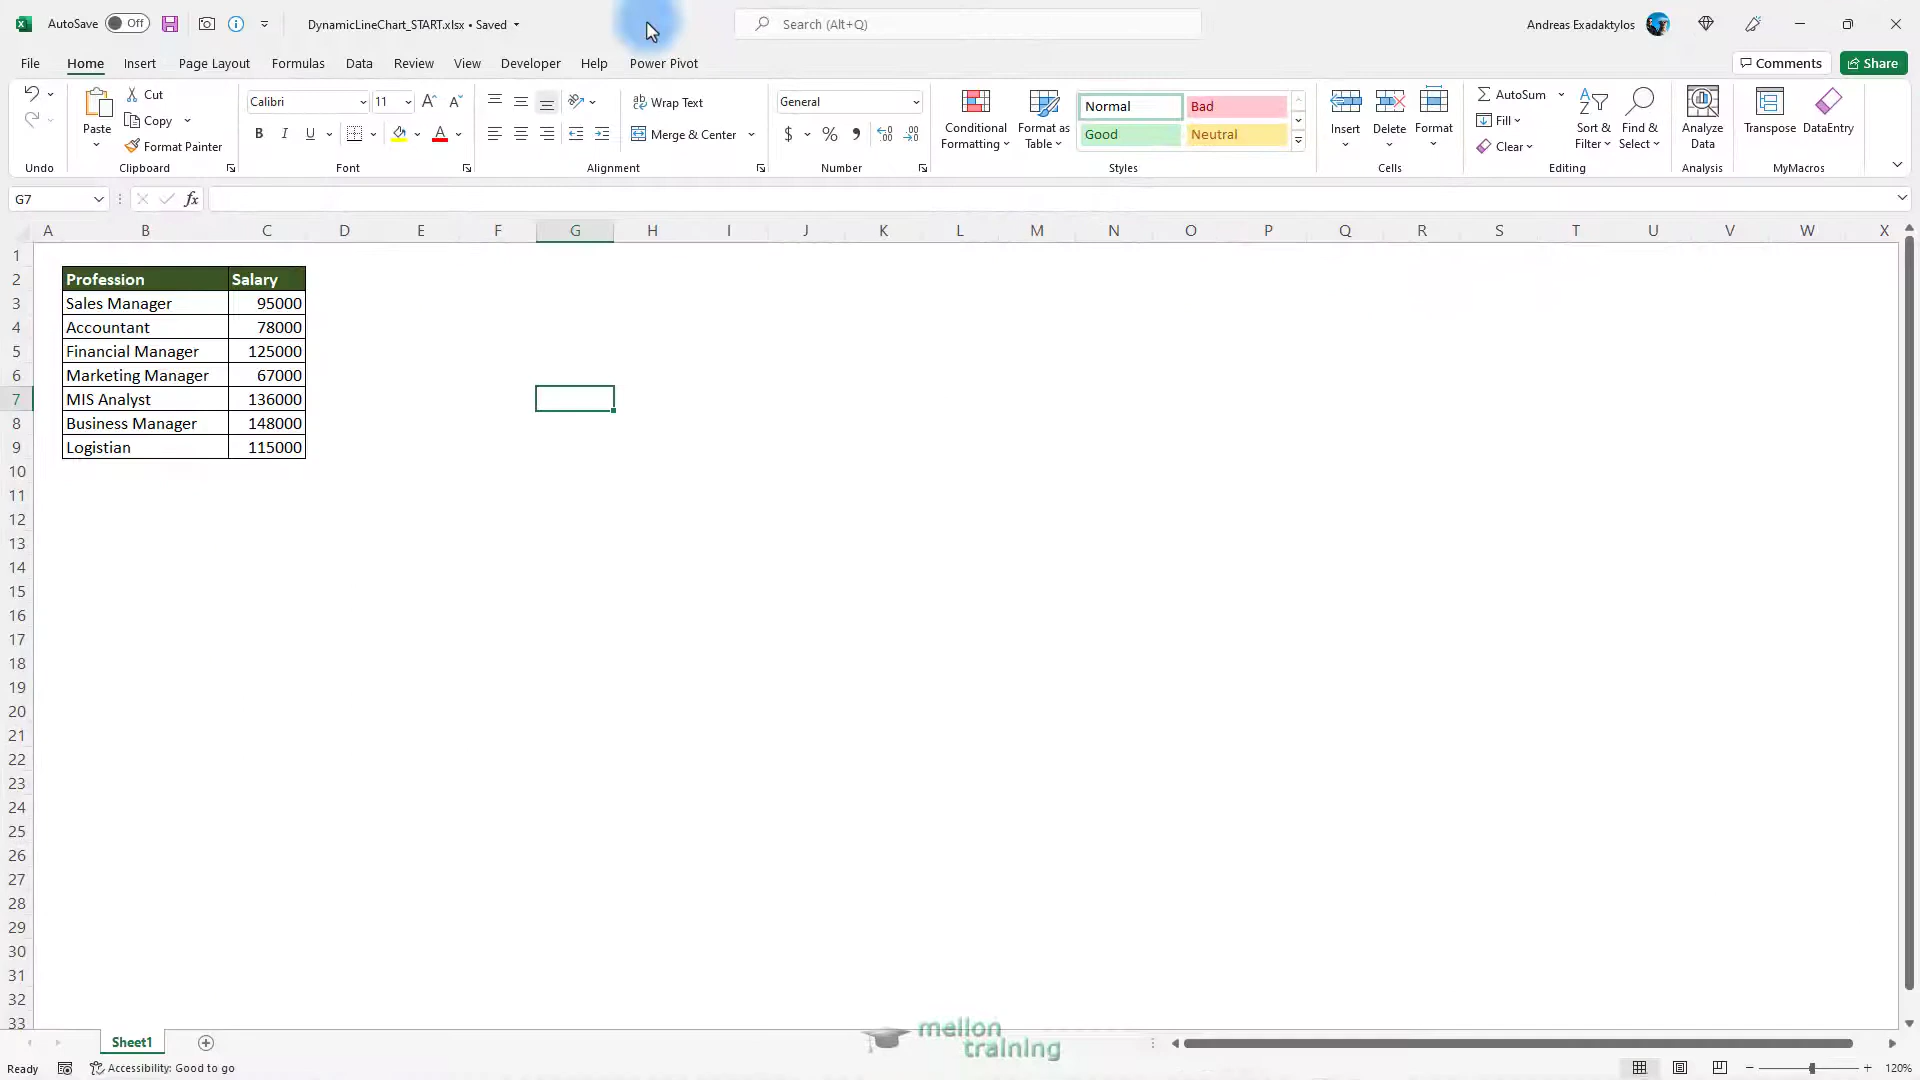 AutoSave Off DynamicLineChart_START.xlsx • Saved Search (Alt+Q) Andreas Exadaktylos
File Home Insert Page Layout Formulas Data Review View Developer Help Power Pivot Comments Share
Cut Calibri 11 Wrap Text General Normal Bad AutoSum
Paste Copy Conditional Formatting Format as Table Insert Delete Format Fill Sort & Filter Find & Select Analyze Data Transpose DataEntry
Format Painter B I U Merge & Center $ % Good Neutral Clear
Undo Clipboard Font Alignment Number Styles Cells Editing Analysis MyMacros
G7 fx
A B C D E F G H I J K L M N O P Q R S T U V W X
1
2 Profession Salary
3 Sales Manager 95000
4 Accountant 78000
5 Financial Manager 125000
6 Marketing Manager 67000
7 MIS Analyst 136000
8 Business Manager 148000
9 Logistian 115000
10
11
12
13
14
15
16
17
18
19
20
21
22
23
24
25
26
27
28
29
30
31
32
33
mellon
training
Sheet1
Ready Accessibility: Good to go 120%